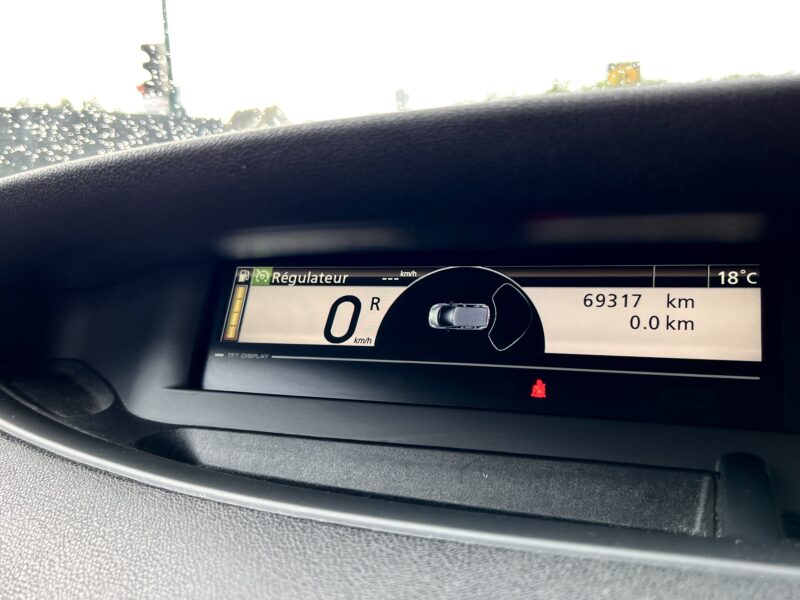 Régulateur ---km/h 18°C
0 R km/h
69317 km
0.0 km
TFT DISPLAY